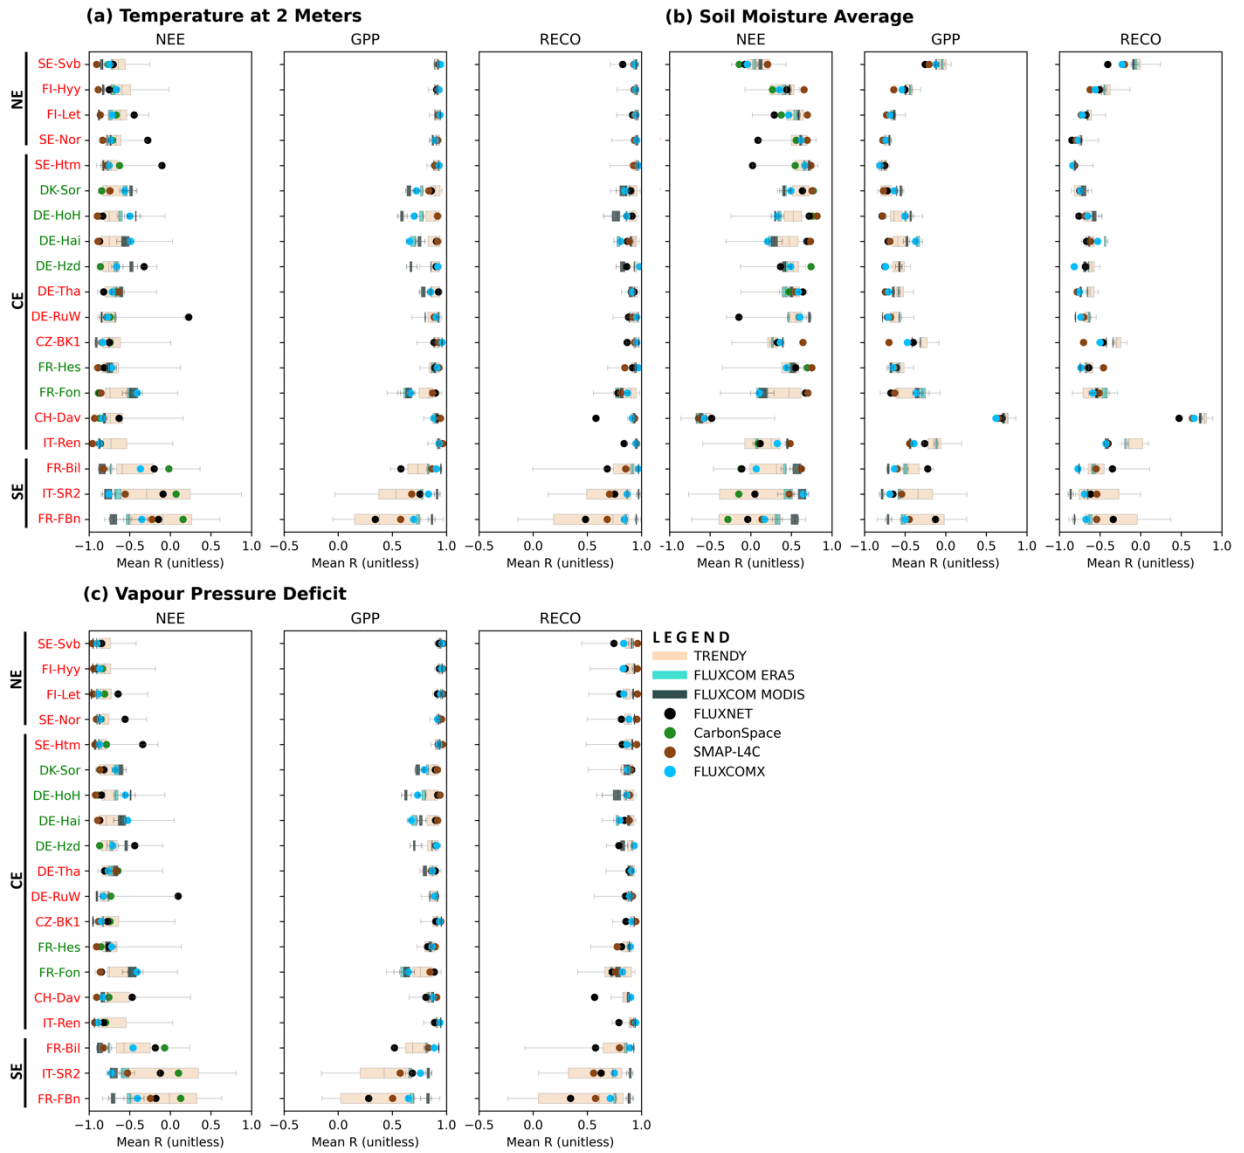 (a) Temperature at 2 Meters
(b) Soil Moisture Average
NEE GPP RECO NEE GPP RECO
NE
SE-Svb
FI-Hyy
FI-Let
SE-Nor
CE
SE-Htm
DK-Sor
DE-HoH
DE-Hai
DE-Hzd
DE-Tha
DE-RuW
CZ-BK1
FR-Hes
FR-Fon
CH-Dav
IT-Ren
SE
FR-Bil
IT-SR2
FR-FBn
−1.0 −0.5 0.0 0.5 1.0 −1.0 −0.5 0.0 0.5 1.0 −1.0 −0.5 0.0 0.5 1.0 −1.0 −0.5 0.0 0.5 1.0 −1.0 −0.5 0.0 0.5 1.0 −1.0 −0.5 0.0 0.5 1.0
Mean R (unitless) Mean R (unitless) Mean R (unitless) Mean R (unitless) Mean R (unitless) Mean R (unitless)
(c) Vapour Pressure Deficit
NEE GPP RECO
NE
SE-Svb
FI-Hyy
FI-Let
SE-Nor
CE
SE-Htm
DK-Sor
DE-HoH
DE-Hai
DE-Hzd
DE-Tha
DE-RuW
CZ-BK1
FR-Hes
FR-Fon
CH-Dav
IT-Ren
SE
FR-Bil
IT-SR2
FR-FBn
−1.0 −0.5 0.0 0.5 1.0 −1.0 −0.5 0.0 0.5 1.0 −1.0 −0.5 0.0 0.5 1.0
Mean R (unitless) Mean R (unitless) Mean R (unitless)
L E G E N D
TRENDY
FLUXCOM ERA5
FLUXCOM MODIS
FLUXNET
CarbonSpace
SMAP-L4C
FLUXCOMX